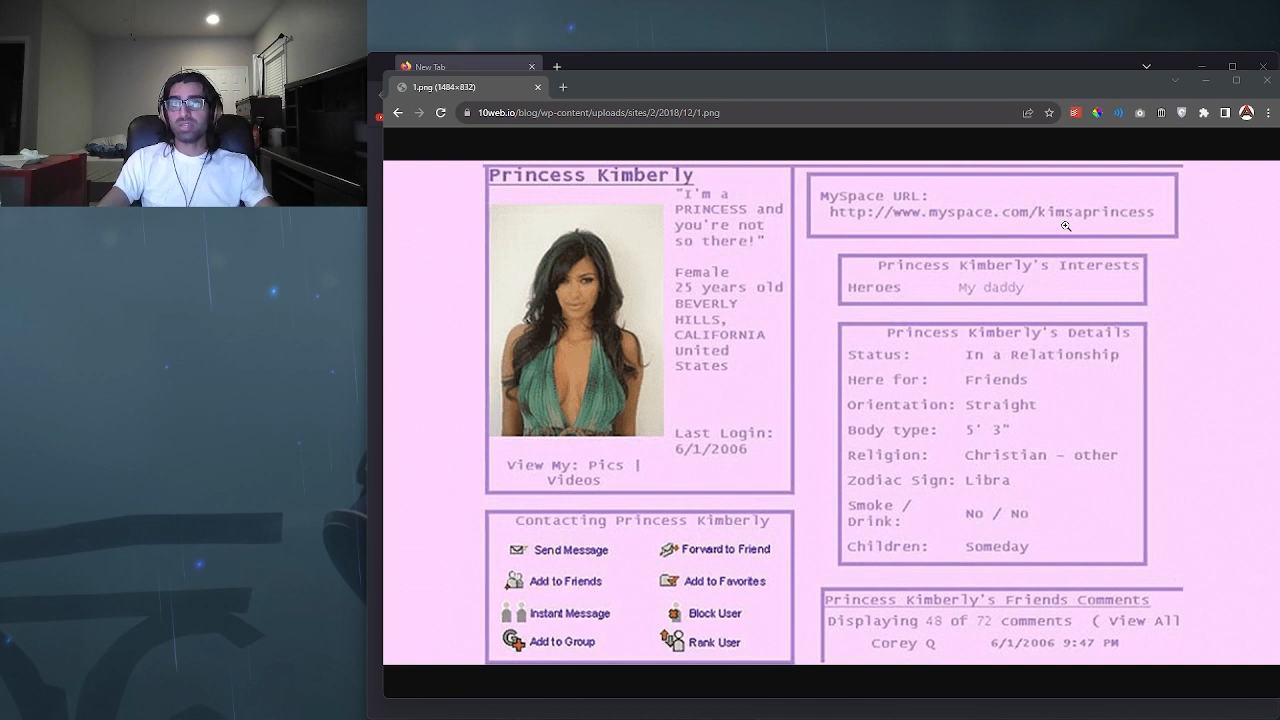 New Tab
1.png (1484×832)
10web.io/blog/wp-content/uploads/sites/2/2018/12/1.png
Princess Kimberly
"I'm a
PRINCESS and
you're not
so there!"
Female
25 years old
BEVERLY
HILLS,
CALIFORNIA
United
States
Last Login:
6/1/2006
View My: Pics |
Videos
Contacting Princess Kimberly
Send Message
Forward to Friend
Add to Friends
Add to Favorites
Instant Message
Block User
Add to Group
Rank User
MySpace URL:
http://www.myspace.com/kimsaprincess
Princess Kimberly's Interests
Heroes My daddy
Princess Kimberly's Details
Status: In a Relationship
Here for: Friends
Orientation: Straight
Body type: 5' 3"
Religion: Christian - other
Zodiac Sign: Libra
Smoke /
Drink: No / No
Children: Someday
Princess Kimberly's Friends Comments
Displaying 48 of 72 comments ( View All
Corey Q 6/1/2006 9:47 PM